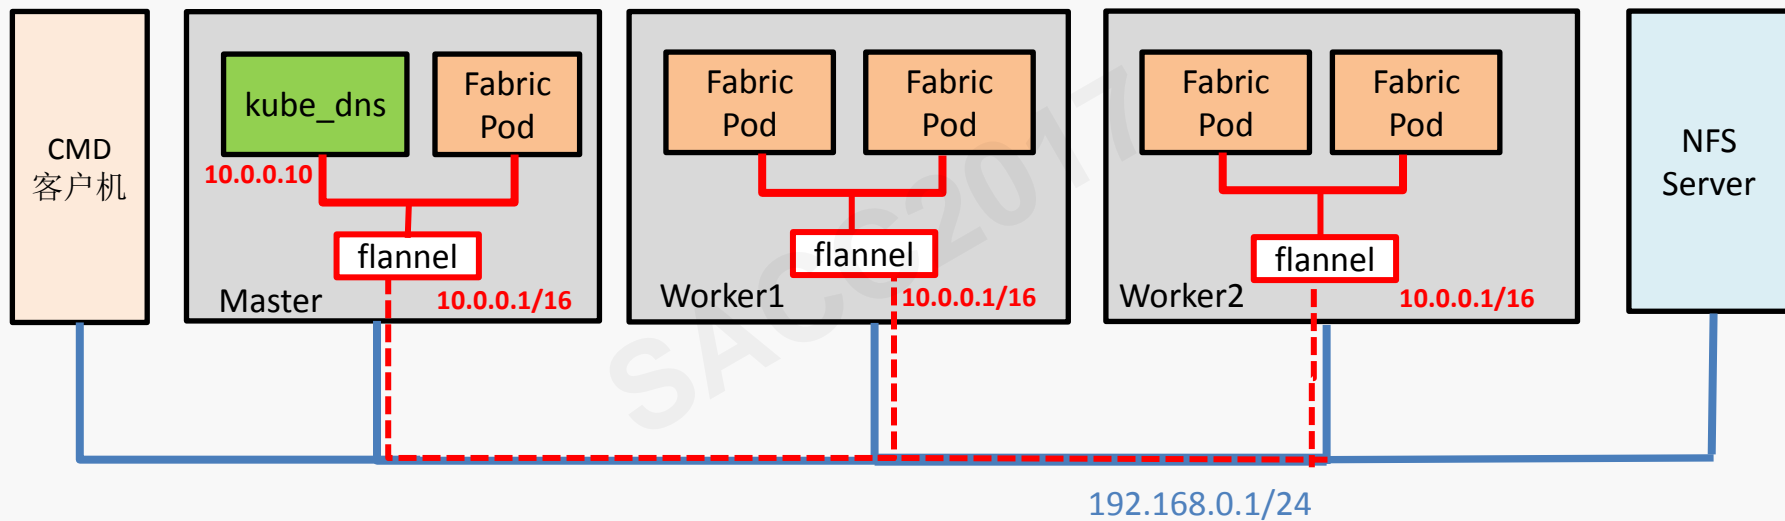 CMD
客户机
kube_dns
10.0.0.10
Fabric
Pod
flannel
Master
10.0.0.1/16
Fabric
Pod
Fabric
Pod
flannel
Worker1
10.0.0.1/16
Fabric
Pod
Fabric
Pod
flannel
Worker2
10.0.0.1/16
NFS
Server
192.168.0.1/24
SACC2017